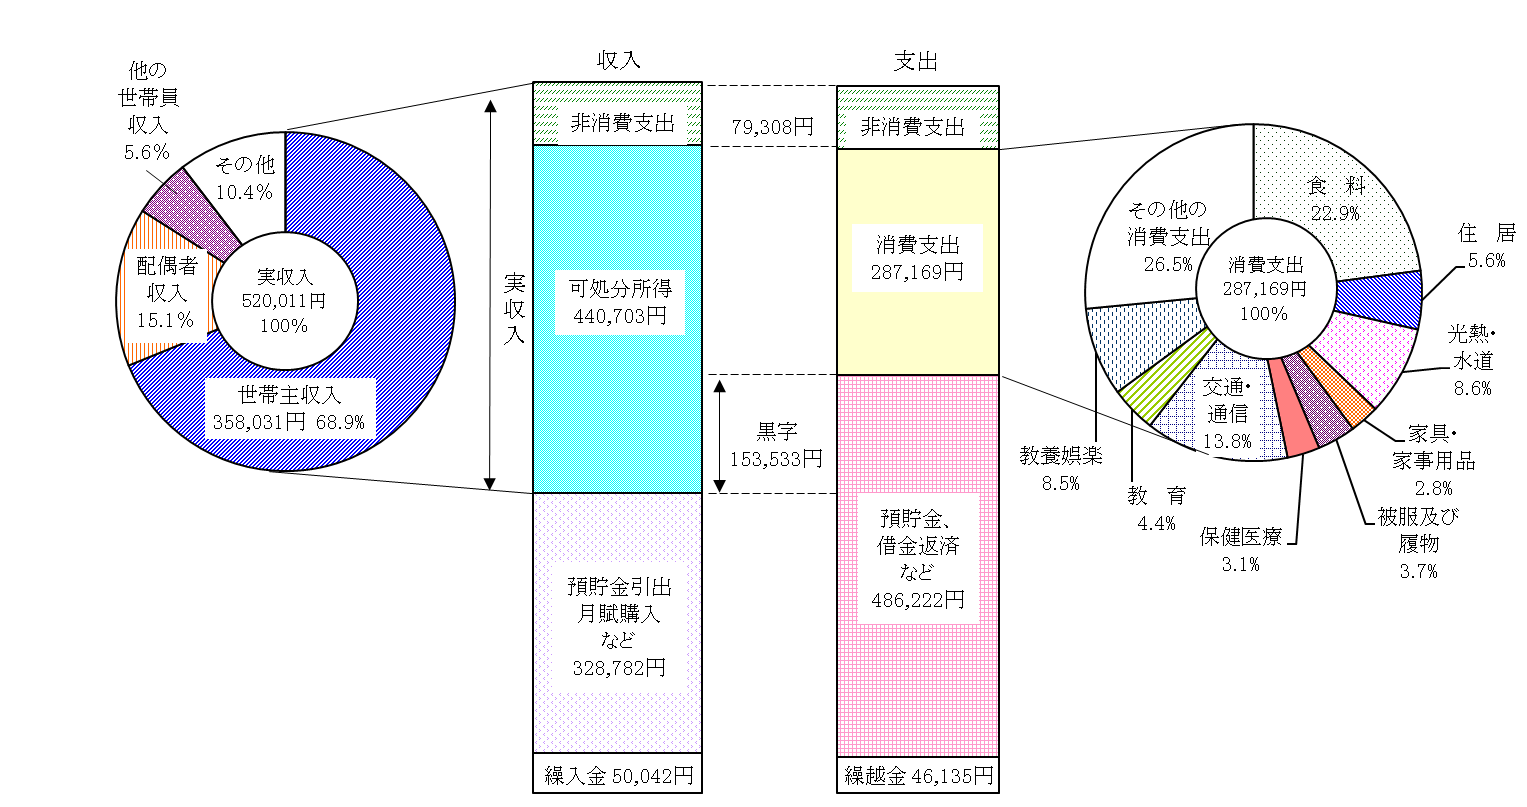 他の
世帯員
収入
5.6%
その他
10.4%
配偶者
収入
15.1%
実収入
520,011円
100%
世帯主収入
358,031円 68.9%
実収入
収入
非消費支出
可処分所得
440,703円
預貯金引出
月賦購入
など
328,782円
繰入金 50,042円
79,308円
黒字
153,533円
支出
非消費支出
消費支出
287,169円
預貯金、
借金返済
など
486,222円
繰越金 46,135円
消費支出
287,169円
100%
食 料
22.9%
住 居
5.6%
光熱・
水道
8.6%
家具・
家事用品
2.8%
被服及び
履物
3.7%
保健医療
3.1%
交通・
通信
13.8%
教 育
4.4%
教養娯楽
8.5%
その他の
消費支出
26.5%